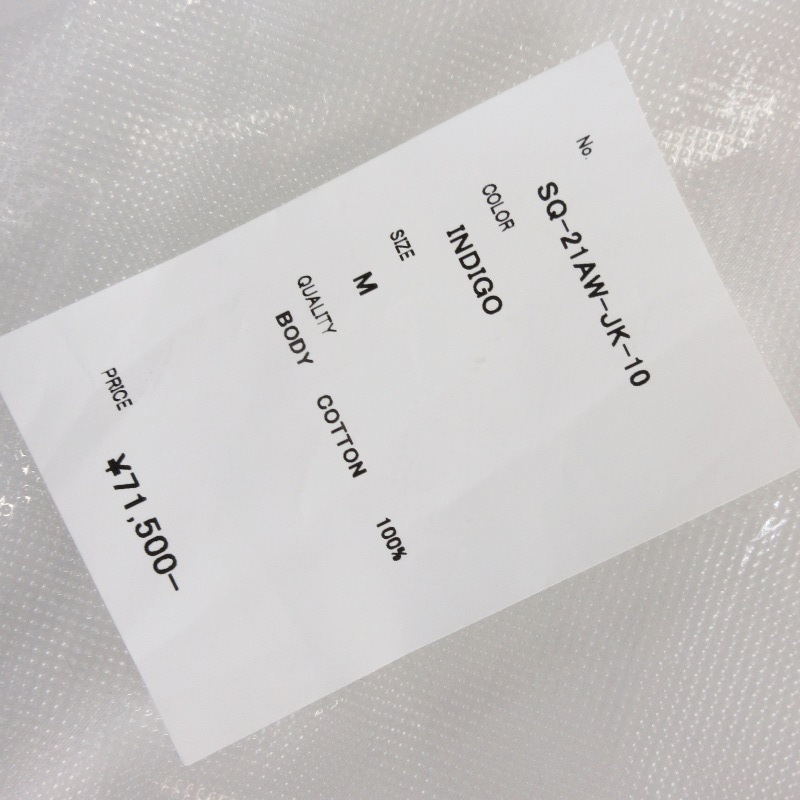 No.
SQ-21AW-JK-10
COLOR
INDIGO
SIZE
M
QUALITY
BODY COTTON 100%
PRICE
¥71,500-